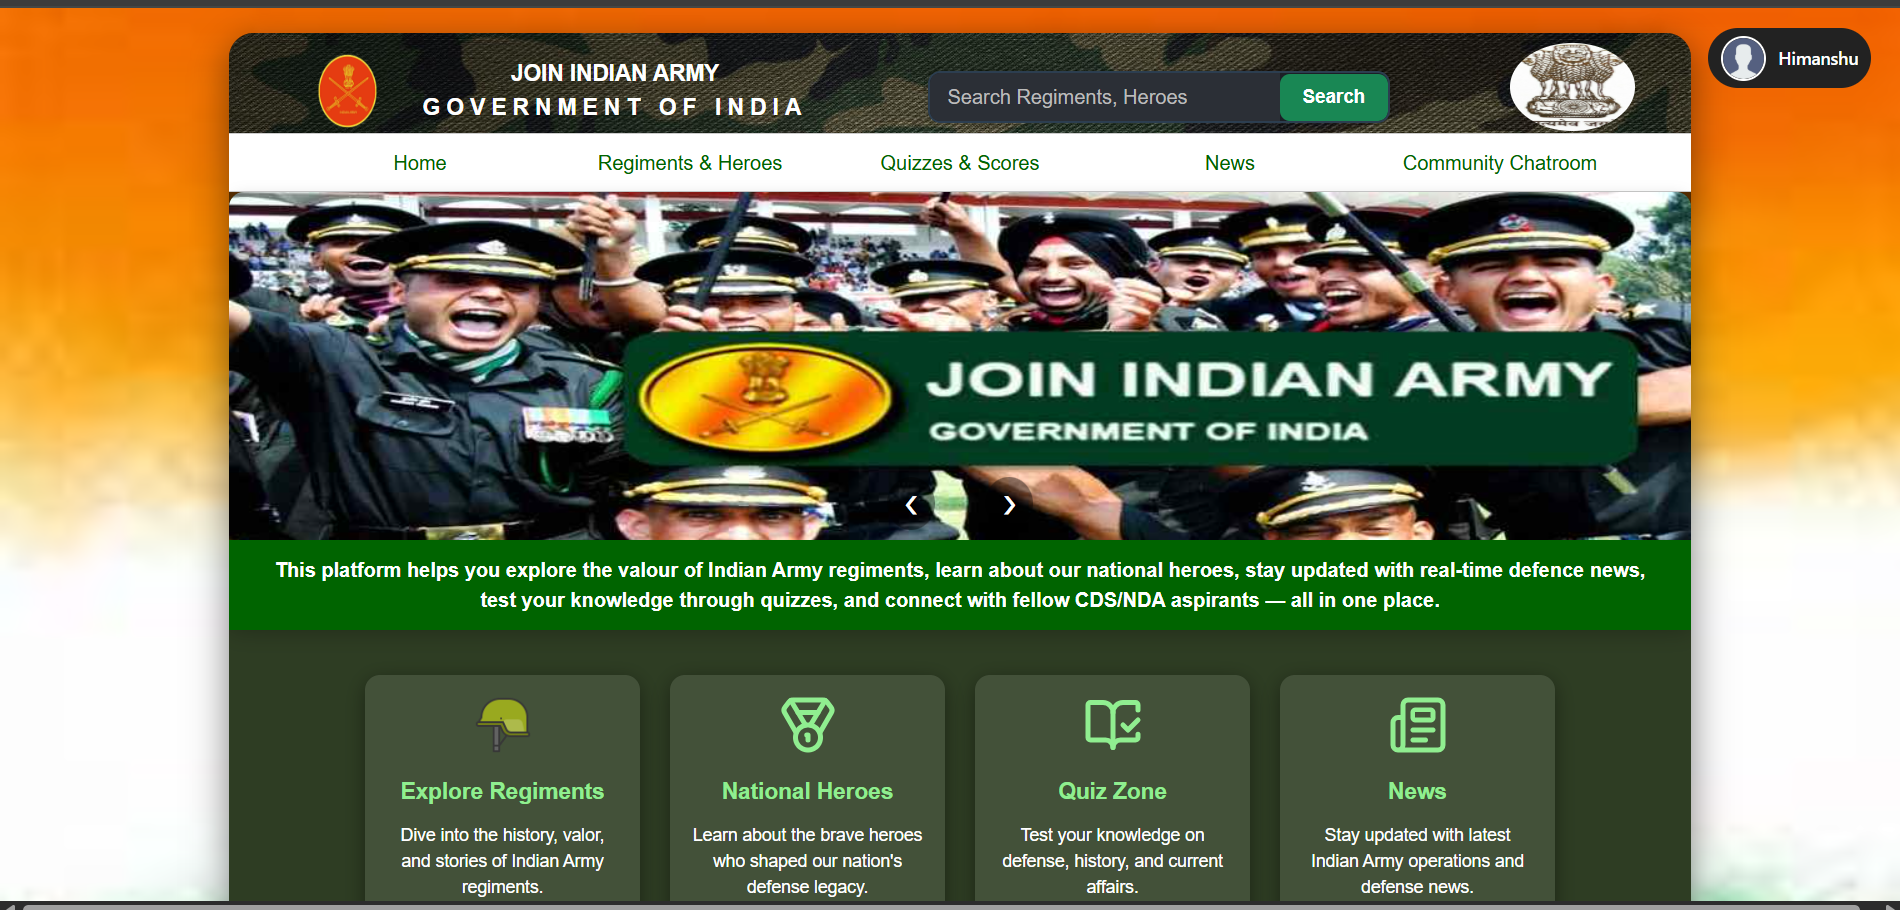 JOIN INDIAN ARMY
GOVERNMENT OF INDIA
Search Regiments, Heroes
Search
Himanshu
Home
Regiments & Heroes
Quizzes & Scores
News
Community Chatroom
JOIN INDIAN ARMY
GOVERNMENT OF INDIA
❮
❯
This platform helps you explore the valour of Indian Army regiments, learn about our national heroes, stay updated with real-time defence news,
test your knowledge through quizzes, and connect with fellow CDS/NDA aspirants — all in one place.
Explore Regiments
Dive into the history, valor,
and stories of Indian Army
regiments.
National Heroes
Learn about the brave heroes
who shaped our nation's
defense legacy.
Quiz Zone
Test your knowledge on
defense, history, and current
affairs.
News
Stay updated with latest
Indian Army operations and
defense news.